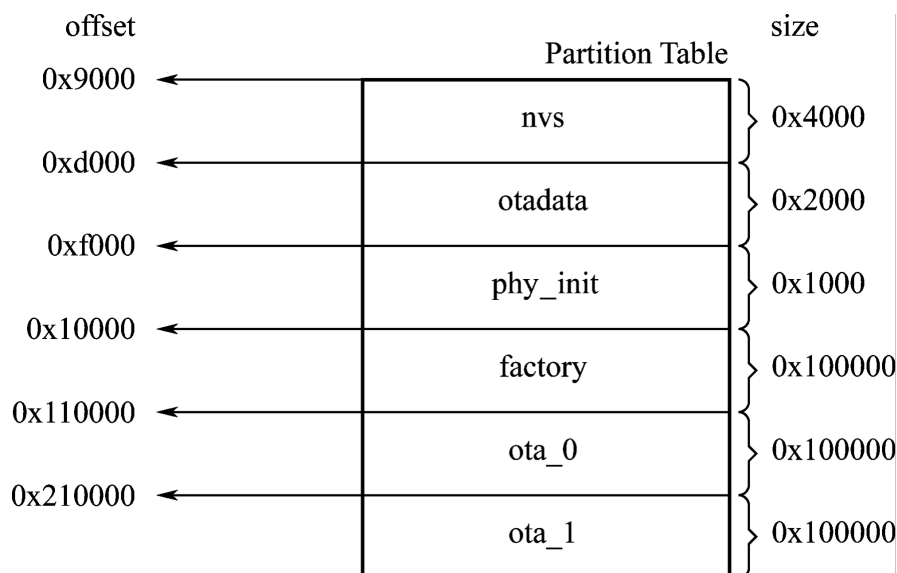 offset
size
Partition Table
0x9000
nvs
0x4000
0xd000
otadata
0x2000
0xf000
phy_init
0x1000
0x10000
factory
0x100000
0x110000
ota_0
0x100000
0x210000
ota_1
0x100000